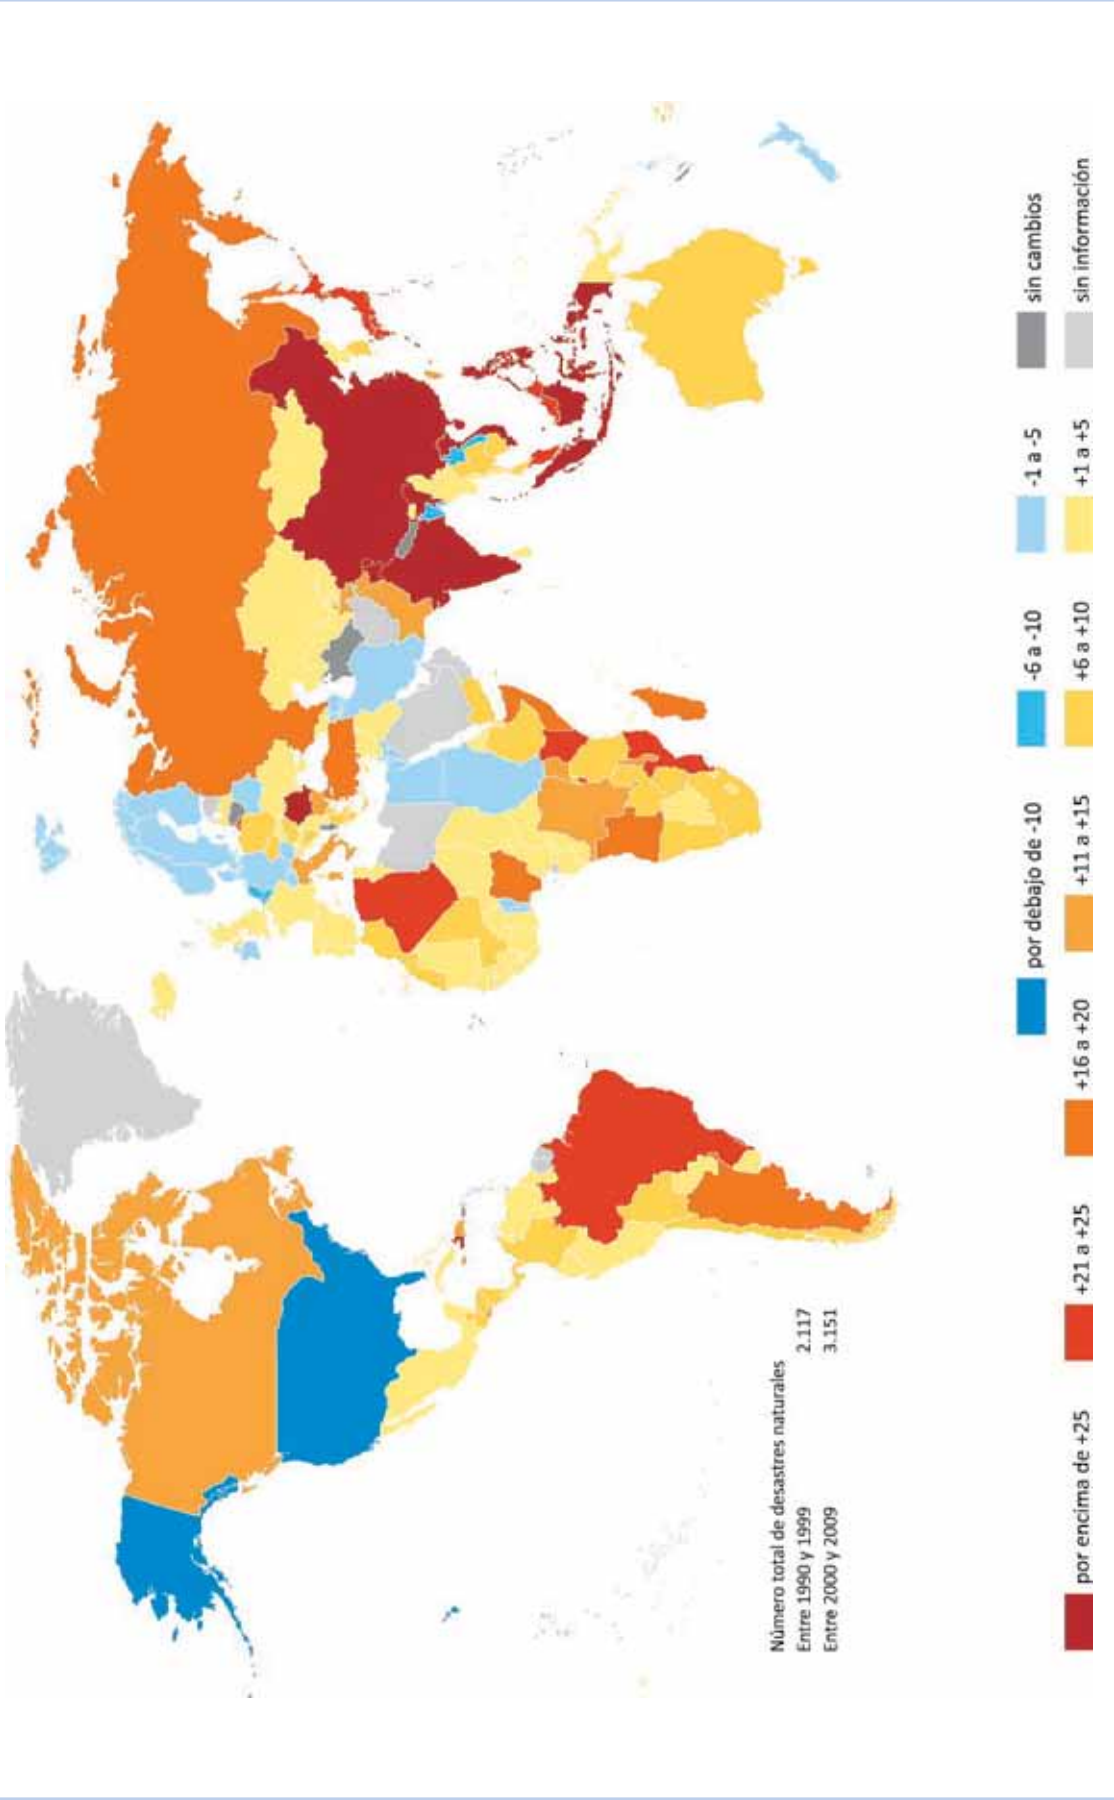 Número total de desastres naturales
Entre 1990 y 1999 2.117
Entre 2000 y 2009 3.151
por debajo de -10 -6 a -10 -1 a -5 sin cambios
por encima de +25 +21 a +25 +16 a +20 +11 a +15 +6 a +10 +1 a +5 sin información